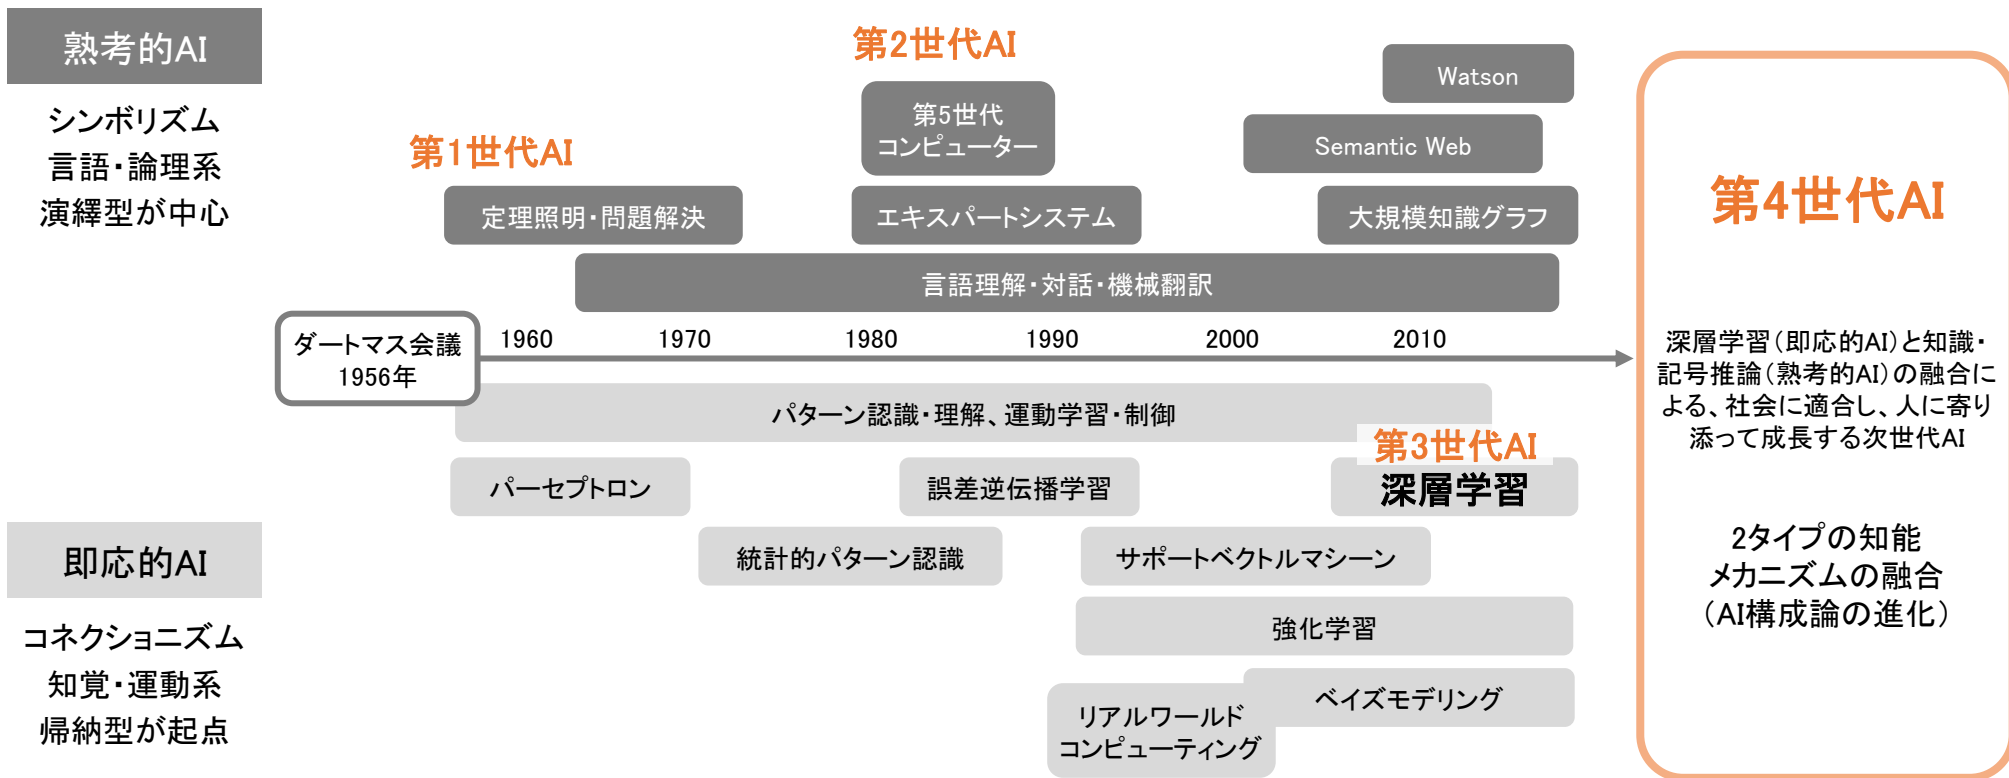 熟考的AI
シンボリズム
言語・論理系
演繹型が中心
第1世代AI
第2世代AI
第5世代
コンピューター
Watson
Semantic Web
定理照明・問題解決
エキスパートシステム
大規模知識グラフ
言語理解・対話・機械翻訳
ダートマス会議
1956年
1960
1970
1980
1990
2000
2010
パターン認識・理解、運動学習・制御
第3世代AI
深層学習
パーセプトロン
誤差逆伝播学習
統計的パターン認識
サポートベクトルマシーン
強化学習
ベイズモデリング
リアルワールド
コンピューティング
即応的AI
コネクショニズム
知覚・運動系
帰納型が起点
第4世代AI
深層学習（即応的AI）と知識・
記号推論（熟考的AI）の融合に
よる、社会に適合し、人に寄り
添って成長する次世代AI
2タイプの知能
メカニズムの融合
（AI構成論の進化）